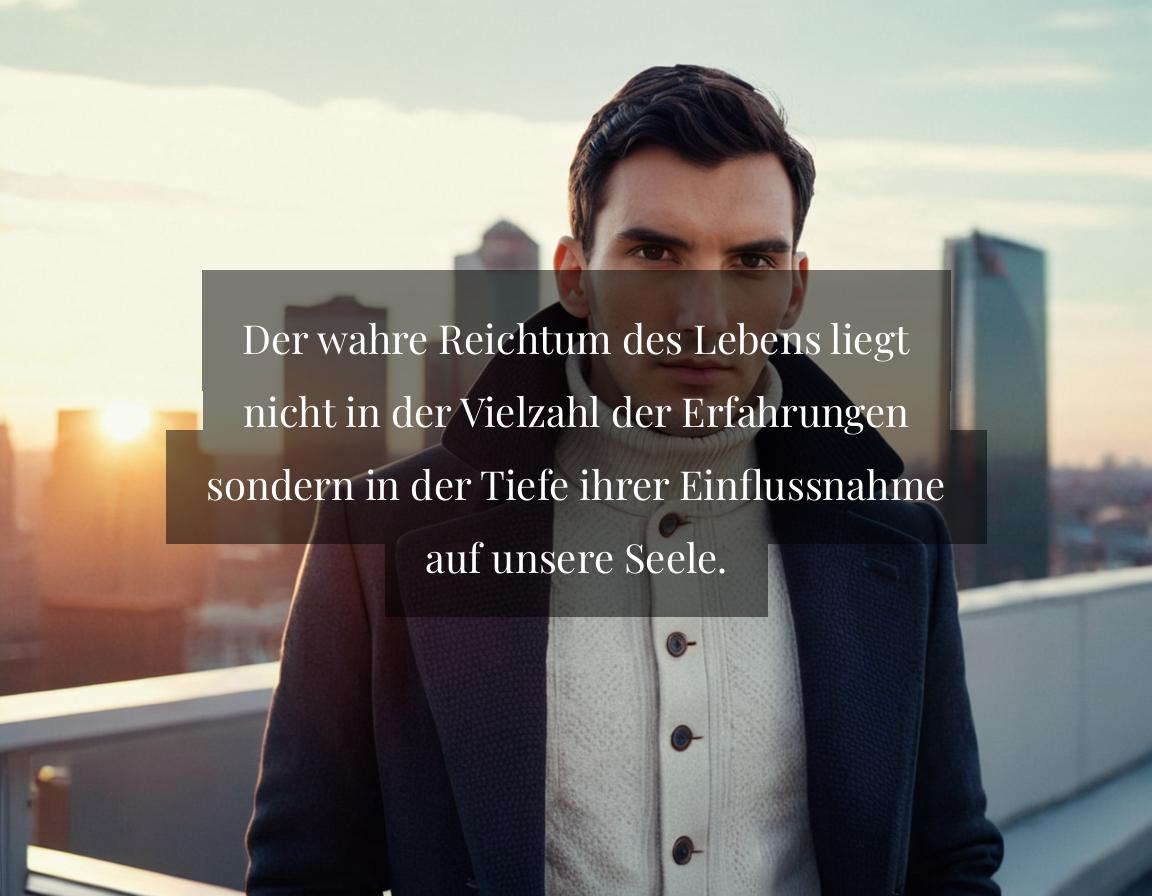 Der wahre Reichtum des Lebens liegt
nicht in der Vielzahl der Erfahrungen
sondern in der Tiefe ihrer Einflussnahme
auf unsere Seele.